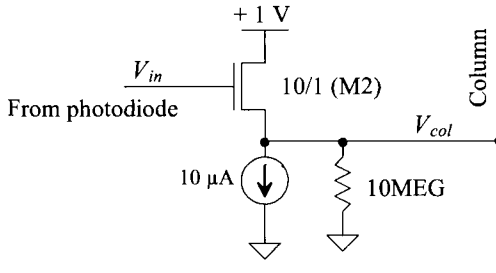 + 1 V
V_in
From photodiode
10/1 (M2)
Column
V_col
10 µA
10MEG